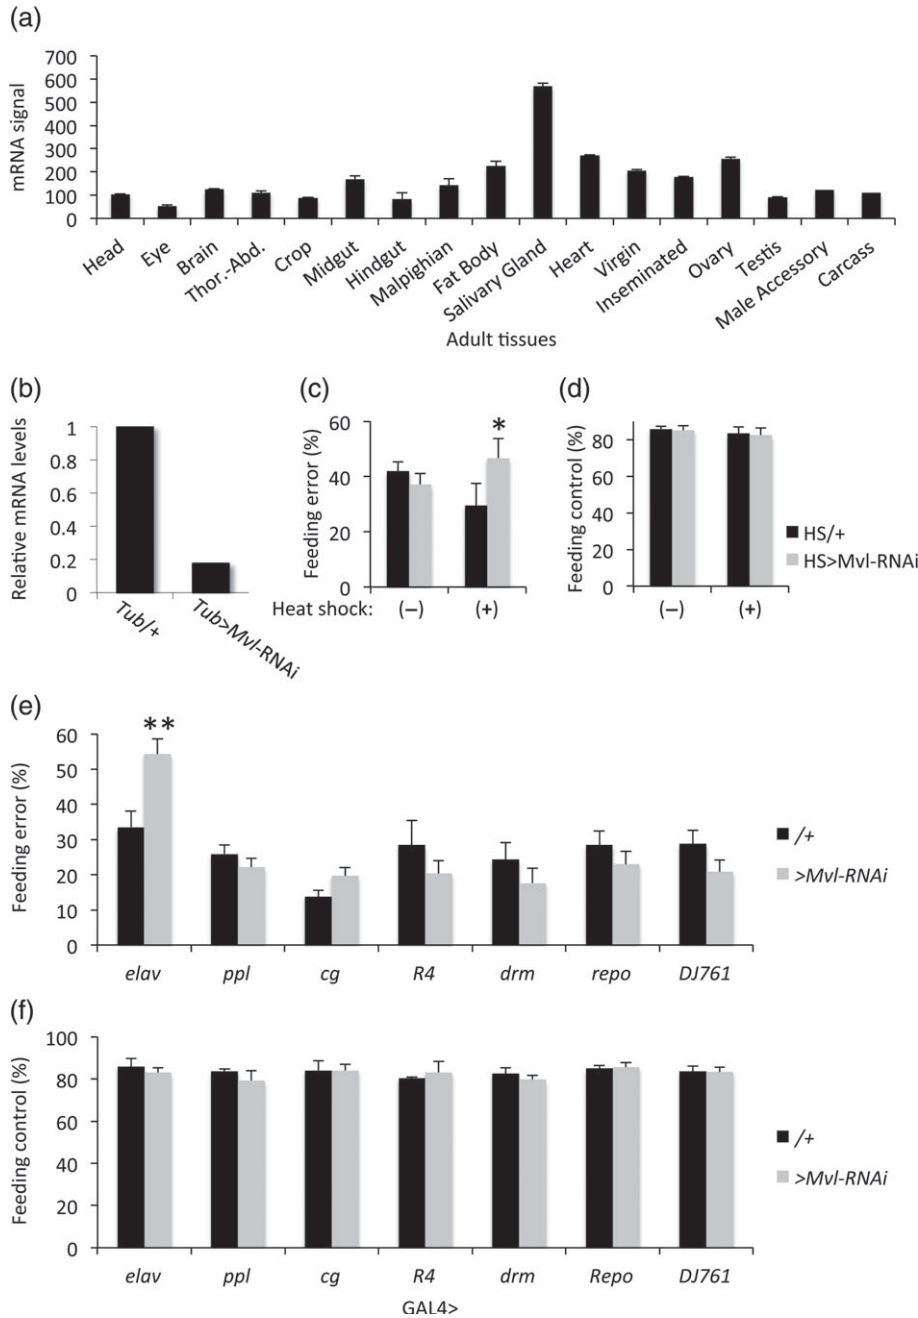 (a)
mRNA signal
700
600
500
400
300
200
100
0
Head
Eye
Brain
Thor.-Abd.
Crop
Midgut
Hindgut
Malpighian
Fat Body
Salivary Gland
Heart
Virgin
Inseminated
Ovary
Testis
Male Accessory
Carcass
Adult tissues
(b)
Relative mRNA levels
1
0.8
0.6
0.4
0.2
0
Tub/+
Tub>Mvl-RNAi
(c)
Feeding error (%)
60
40
20
0
*
Heat shock: (–) (+)
(d)
Feeding control (%)
80
60
40
20
0
(–) (+)
HS/+
HS>Mvl-RNAi
(e)
Feeding error (%)
60
50
40
30
20
10
0
**
elav ppl cg R4 drm repo DJ761
/+
>Mvl-RNAi
(f)
Feeding control (%)
100
80
60
40
20
0
elav ppl cg R4 drm Repo DJ761
GAL4>
/+
>Mvl-RNAi